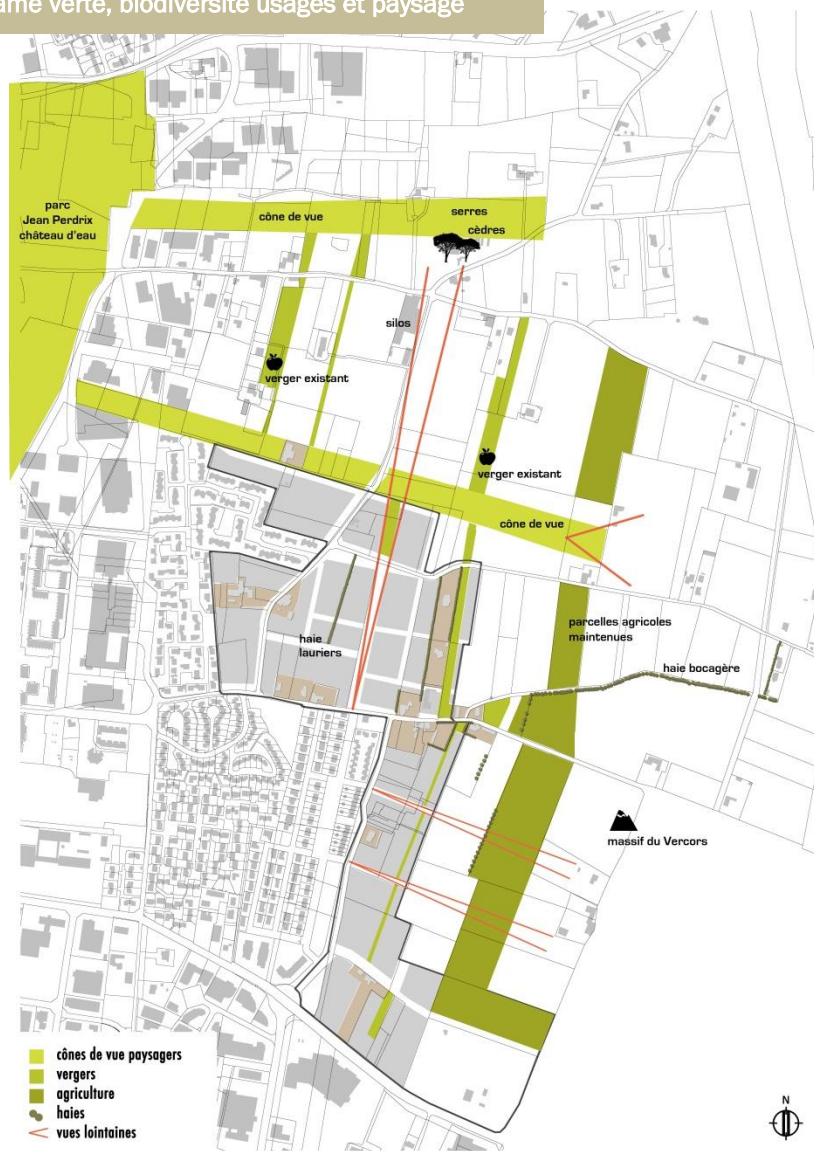 ame verte, biodiversité usages et paysage
parc
Jean Perdrix
château d'eau
cône de vue
serres
cèdres
silos
verger existant
verger existant
cône de vue
parcelles agricoles
maintenues
haie
lauriers
haie bocagère
massif du Vercors
cônes de vue paysagers
vergers
agriculture
haies
vues lointaines
N